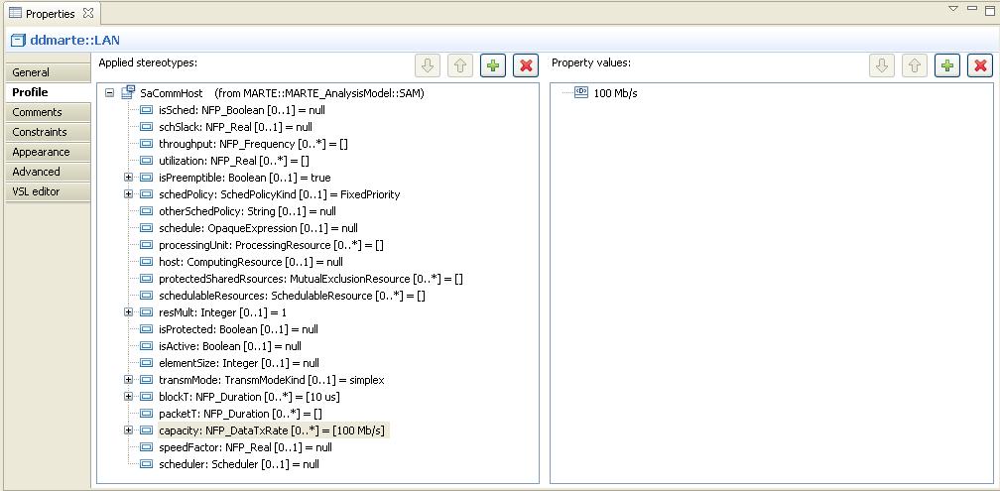 Properties
ddmarte::LAN
General
Profile
Comments
Constraints
Appearance
Advanced
VSL editor
Applied stereotypes:
SaCommHost (from MARTE::MARTE_AnalysisModel::SAM)
isSched: NFP_Boolean [0..1] = null
schSlack: NFP_Real [0..1] = null
throughput: NFP_Frequency [0..*] = []
utilization: NFP_Real [0..*] = []
isPreemptible: Boolean [0..1] = true
schedPolicy: SchedPolicyKind [0..1] = FixedPriority
otherSchedPolicy: String [0..1] = null
schedule: OpaqueExpression [0..1] = null
processingUnit: ProcessingResource [0..*] = []
host: ComputingResource [0..1] = null
protectedSharedRsources: MutualExclusionResource [0..*] = []
schedulableResources: SchedulableResource [0..*] = []
resMult: Integer [0..1] = 1
isProtected: Boolean [0..1] = null
isActive: Boolean [0..1] = null
elementSize: Integer [0..1] = null
transmMode: TransmModeKind [0..1] = simplex
blockT: NFP_Duration [0..*] = [10 us]
packetT: NFP_Duration [0..*] = []
capacity: NFP_DataTxRate [0..*] = [100 Mb/s]
speedFactor: NFP_Real [0..1] = null
scheduler: Scheduler [0..1] = null
Property values:
<D> 100 Mb/s